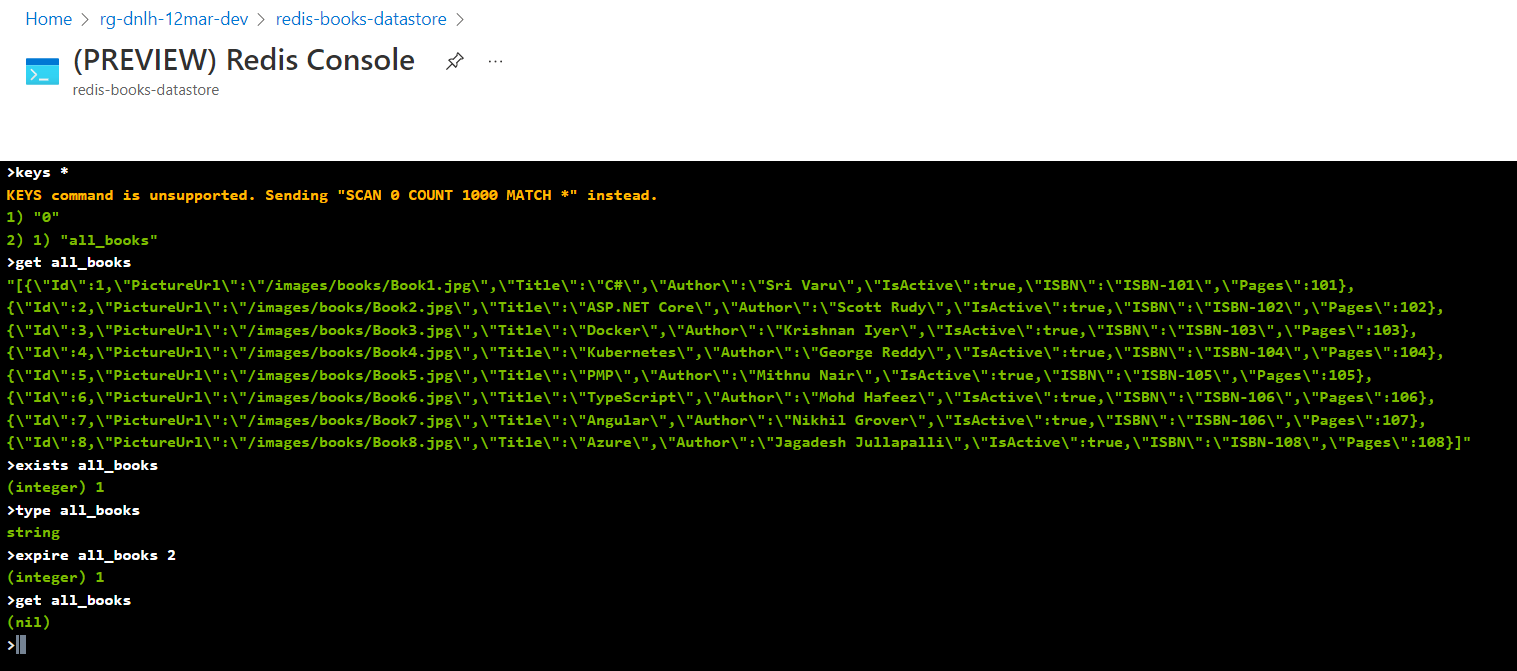 Home > rg-dnlh-12mar-dev > redis-books-datastore >
(PREVIEW) Redis Console ...
redis-books-datastore
>keys *
KEYS command is unsupported. Sending "SCAN 0 COUNT 1000 MATCH *" instead.
1) "0"
2) 1) "all_books"
>get all_books
"[{\"Id\":1,\"PictureUrl\":\"/images/books/Book1.jpg\",\"Title\":\"C#\",\"Author\":\"Sri Varu\",\"IsActive\":true,\"ISBN\":\"ISBN-101\",\"Pages\":101},
{\"Id\":2,\"PictureUrl\":\"/images/books/Book2.jpg\",\"Title\":\"ASP.NET Core\",\"Author\":\"Scott Rudy\",\"IsActive\":true,\"ISBN\":\"ISBN-102\",\"Pages\":102},
{\"Id\":3,\"PictureUrl\":\"/images/books/Book3.jpg\",\"Title\":\"Docker\",\"Author\":\"Krishnan Iyer\",\"IsActive\":true,\"ISBN\":\"ISBN-103\",\"Pages\":103},
{\"Id\":4,\"PictureUrl\":\"/images/books/Book4.jpg\",\"Title\":\"Kubernetes\",\"Author\":\"George Reddy\",\"IsActive\":true,\"ISBN\":\"ISBN-104\",\"Pages\":104},
{\"Id\":5,\"PictureUrl\":\"/images/books/Book5.jpg\",\"Title\":\"PMP\",\"Author\":\"Mithnu Nair\",\"IsActive\":true,\"ISBN\":\"ISBN-105\",\"Pages\":105},
{\"Id\":6,\"PictureUrl\":\"/images/books/Book6.jpg\",\"Title\":\"TypeScript\",\"Author\":\"Mohd Hafeez\",\"IsActive\":true,\"ISBN\":\"ISBN-106\",\"Pages\":106},
{\"Id\":7,\"PictureUrl\":\"/images/books/Book7.jpg\",\"Title\":\"Angular\",\"Author\":\"Nikhil Grover\",\"IsActive\":true,\"ISBN\":\"ISBN-106\",\"Pages\":107},
{\"Id\":8,\"PictureUrl\":\"/images/books/Book8.jpg\",\"Title\":\"Azure\",\"Author\":\"Jagadesh Jullapalli\",\"IsActive\":true,\"ISBN\":\"ISBN-108\",\"Pages\":108}]"
>exists all_books
(integer) 1
>type all_books
string
>expire all_books 2
(integer) 1
>get all_books
(nil)
>